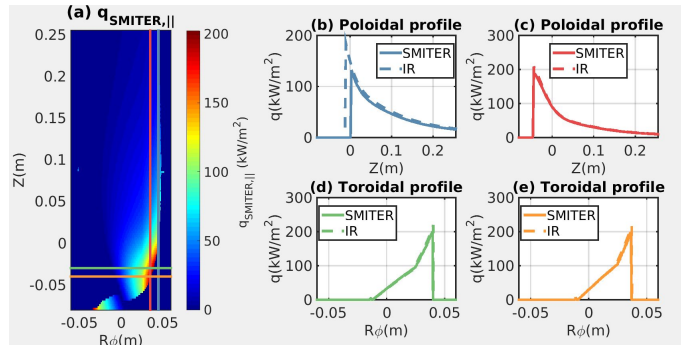 (a) q SMITER,||
0.25
0.2
0.15
0.1
0.05
0
-0.05
Z(m)
-0.05 0 0.05
Rϕ(m)
200
150
100
50
0
q SMITER,|| (kW/m²)
(b) Poloidal profile
200
100
0
q(kW/m²)
SMITER
IR
0 0.1 0.2
Z(m)
(c) Poloidal profile
300
200
100
0
q(kW/m²)
SMITER
IR
0 0.1 0.2
Z(m)
(d) Toroidal profile
300
200
100
0
q(kW/m²)
SMITER
IR
-0.05 0 0.05
Rϕ(m)
(e) Toroidal profile
300
200
100
0
q(kW/m²)
SMITER
IR
-0.05 0 0.05
Rϕ(m)